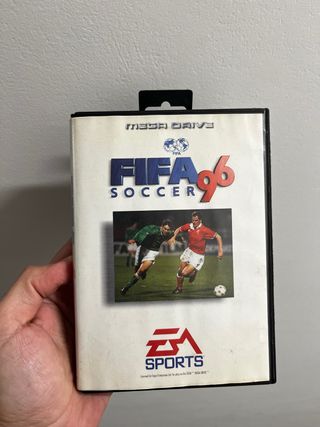 MEGA DRIVE
FIFA
FIFA 96
SOCCER
EA
SPORTS